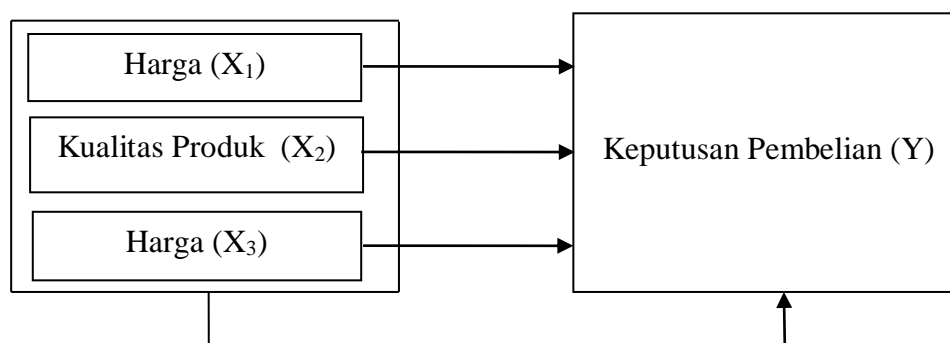 Harga (X₁)
Kualitas Produk (X₂)
Keputusan Pembelian (Y)
Harga (X₃)